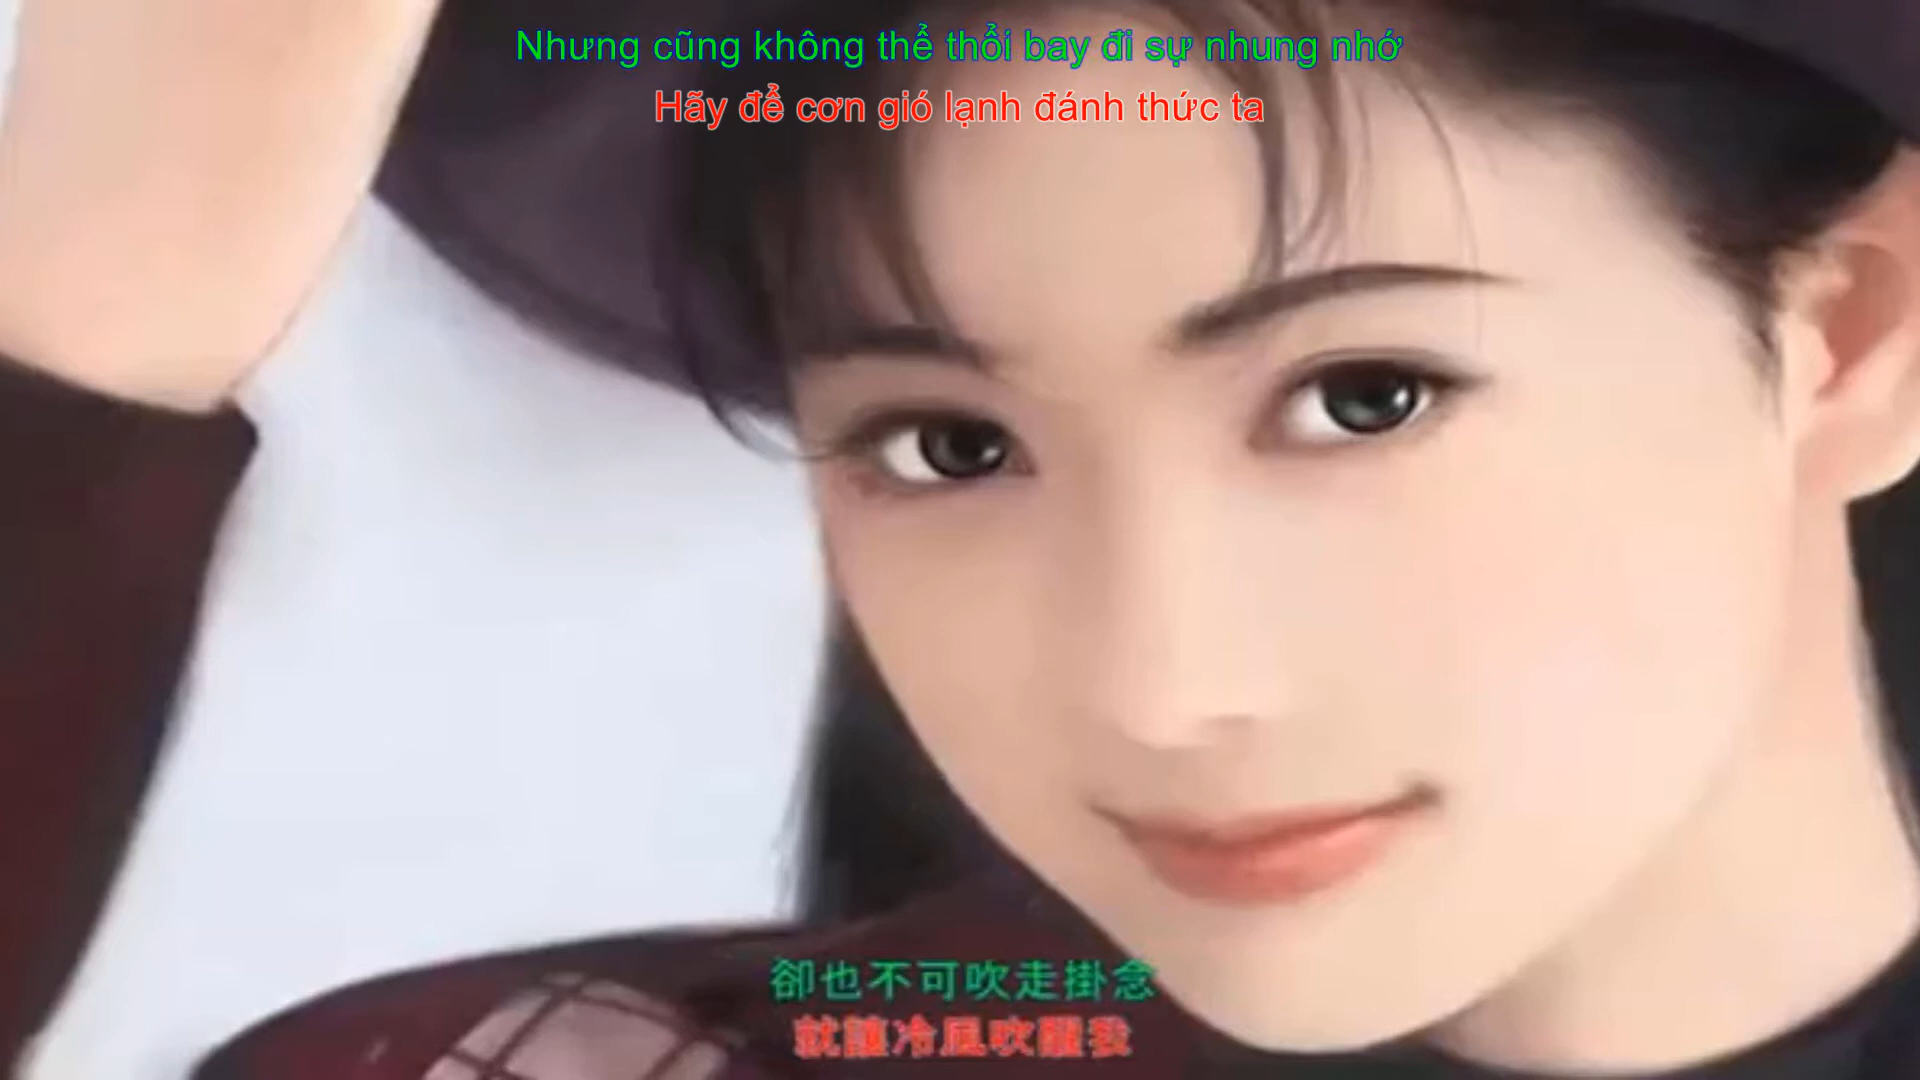 Nhưng cũng không thể thổi bay đi sự nhung nhớ
Hãy để cơn gió lạnh đánh thức ta
卻也不可吹走掛念
就讓冷風吹醒我